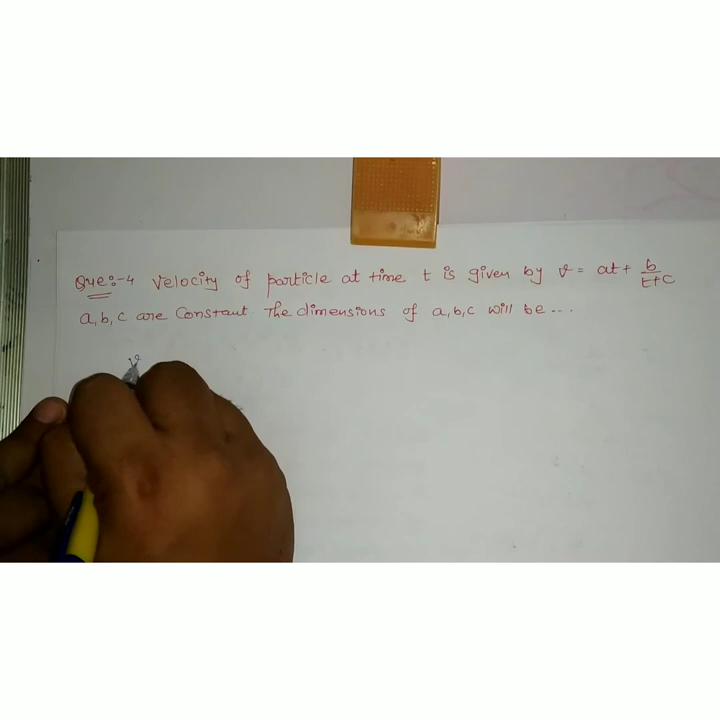 Que:-4 Velocity of particle at time t is given by v = at + b/t+c
a, b, c are Constant. The dimensions of a, b, c will be ...
v